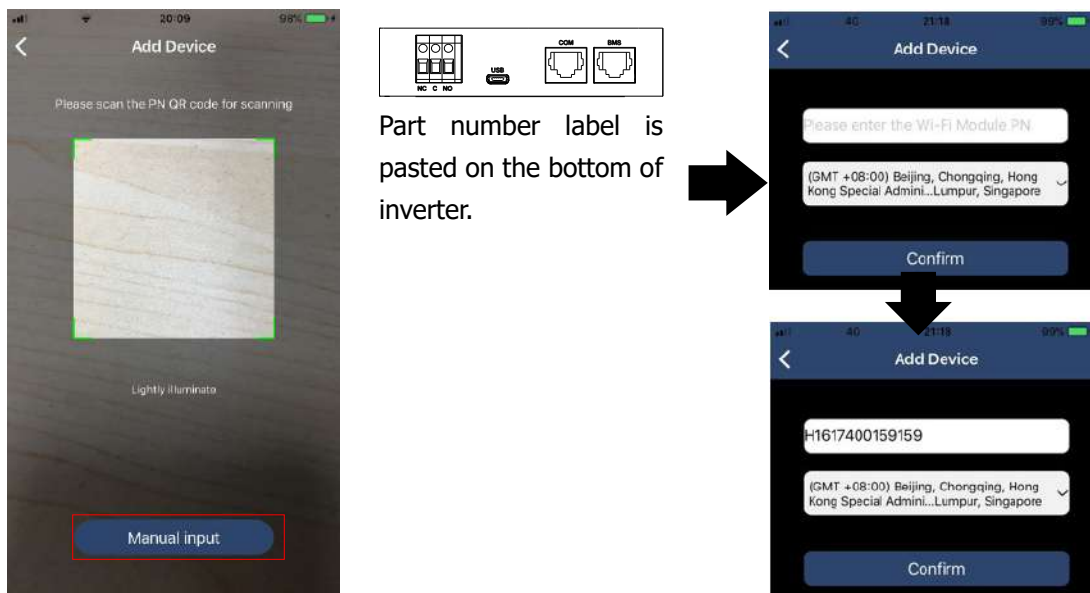 20:09
98%
Add Device
Please scan the PN QR code for scanning
Lightly illuminate
Manual input
USB
COM
BMS
NC C NO
Part number label is
pasted on the bottom of
inverter.
4G 21:18 99%
Add Device
Please enter the Wi-Fi Module PN
(GMT +08:00) Beijing, Chongqing, Hong
Kong Special Admini...Lumpur, Singapore
Confirm
4G 21:18 99%
Add Device
H1617400159159
(GMT +08:00) Beijing, Chongqing, Hong
Kong Special Admini...Lumpur, Singapore
Confirm